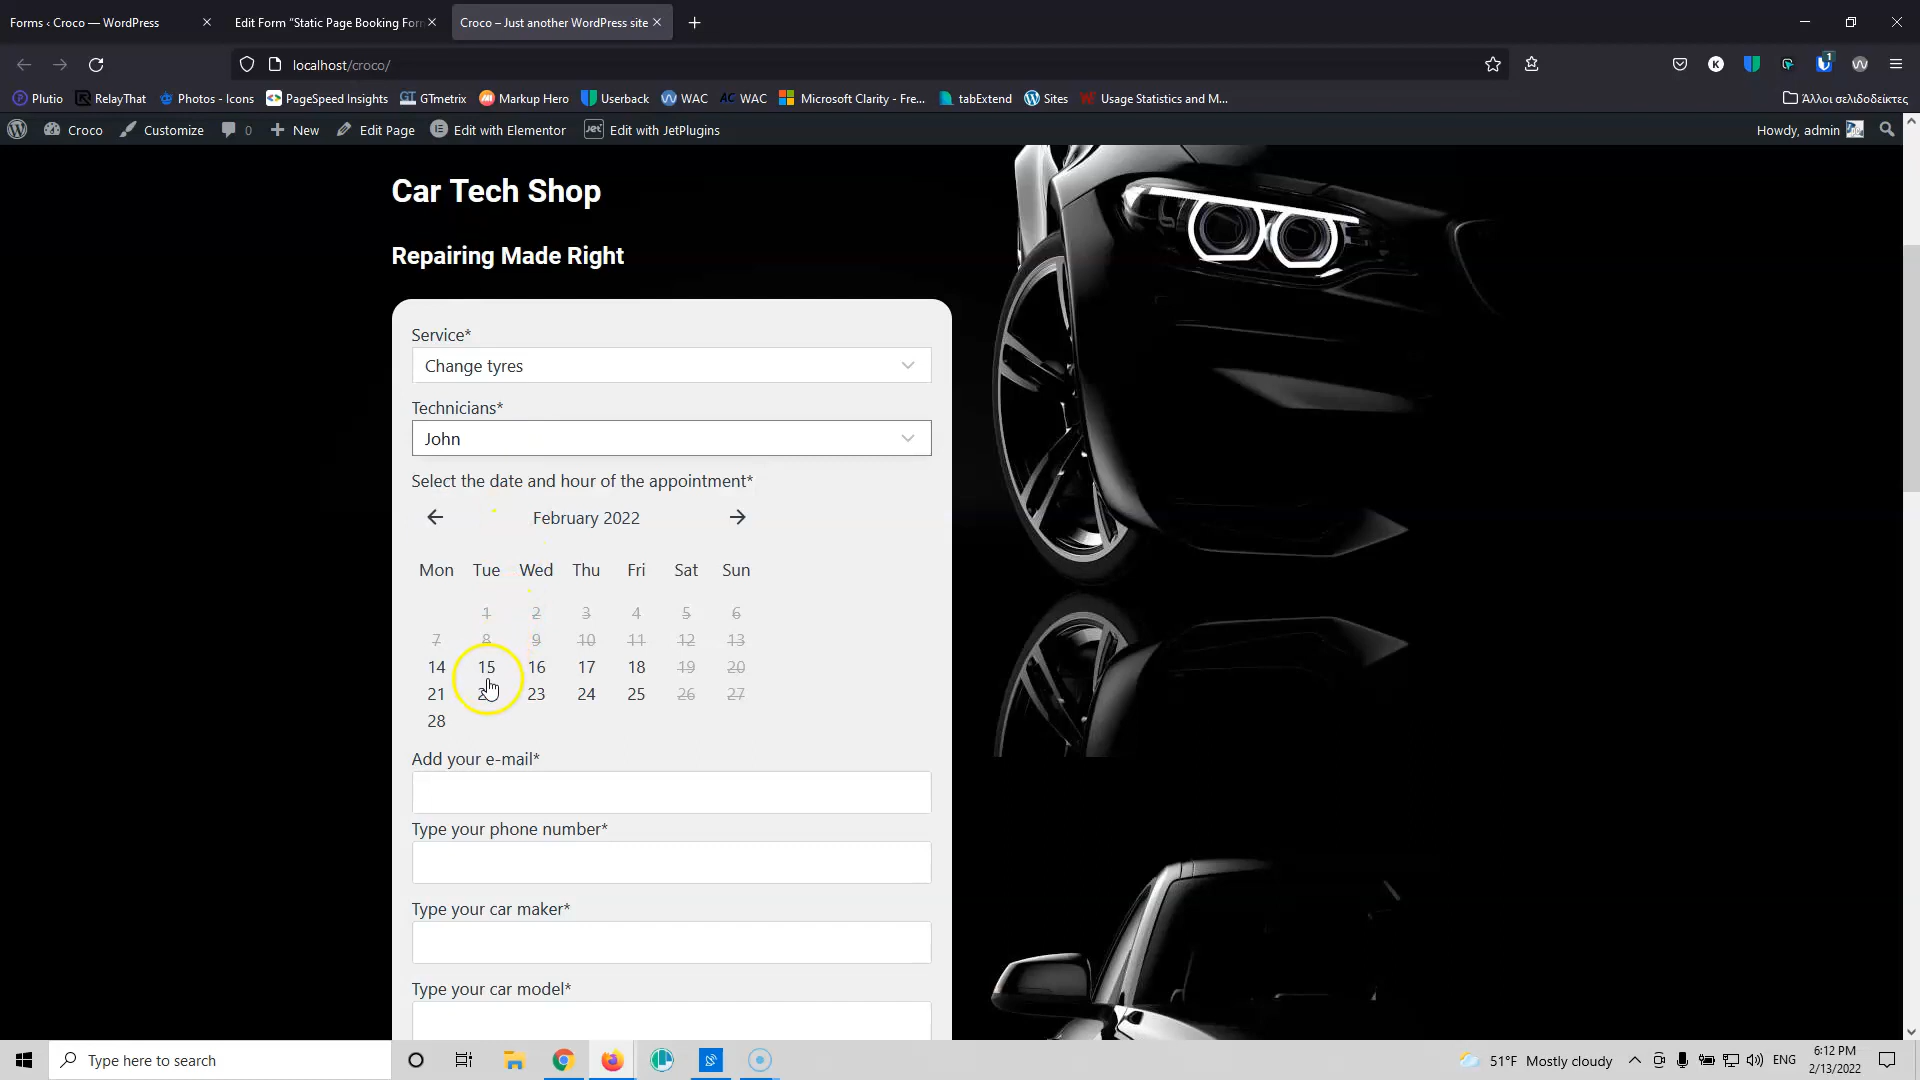 Forms ‹ Croco — WordPress
Edit Form “Static Page Booking For
Croco – Just another WordPress site
localhost/croco/
K
1
Plutio
RelayThat
Photos - Icons
PageSpeed Insights
GTmetrix
Markup Hero
Userback
WAC
WAC
Microsoft Clarity - Fre...
tabExtend
Sites
Usage Statistics and M...
Άλλοι σελιδοδείκτες
Croco
Customize
0
New
Edit Page
Edit with Elementor
Jet
Edit with JetPlugins
Howdy, admin
Car Tech Shop
Repairing Made Right
Service*
Change tyres
Technicians*
John
Select the date and hour of the appointment*
February 2022
Mon Tue Wed Thu Fri Sat Sun
1 2 3 4 5 6
7 8 9 10 11 12 13
14 15 16 17 18 19 20
21 23 24 25 26 27
28
Add your e-mail*
Type your phone number*
Type your car maker*
Type your car model*
Type here to search
51°F Mostly cloudy
ENG
6:12 PM
2/13/2022